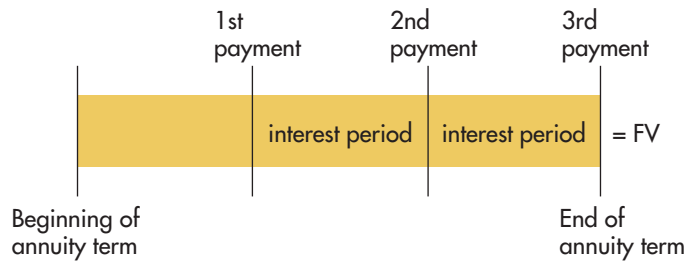 1st
payment
2nd
payment
3rd
payment
interest period
interest period
= FV
Beginning of
annuity term
End of
annuity term